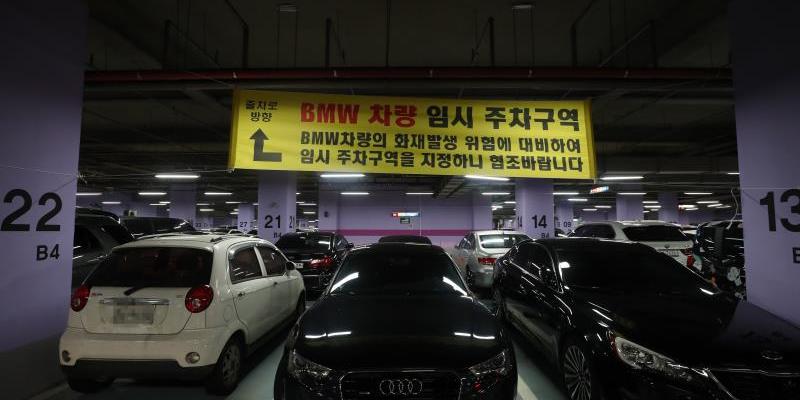 출차로
방향
BMW 차량 임시 주차구역
BMW차량의 화재발생 위험에 대비하여
임시 주차구역을 지정하니 협조바랍니다
22
B4
21
B4
14
B4
13